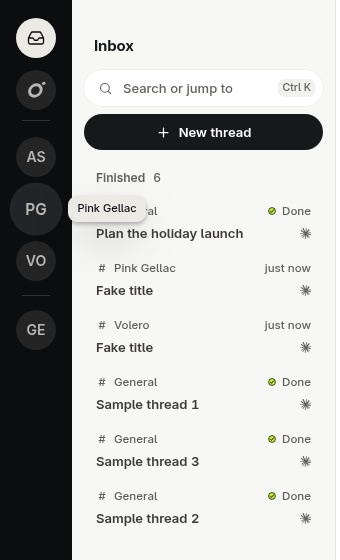 Inbox
Search or jump to
Ctrl K
New thread
AS
PG
VO
GE
Pink Gellac
Finished 6
Done
Plan the holiday launch
# Pink Gellac
just now
Fake title
# Volero
just now
Fake title
# General
Done
Sample thread 1
# General
Done
Sample thread 3
# General
Done
Sample thread 2